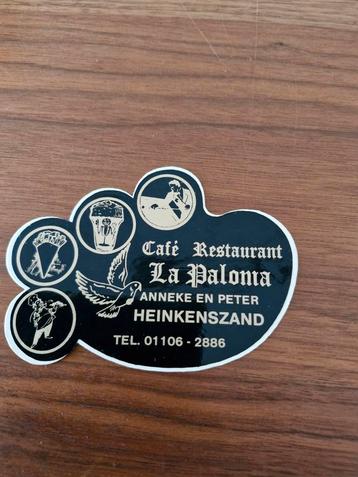 Café Restaurant
La Paloma
ANNEKE EN PETER
HEINKENSZAND
TEL. 01106 - 2886